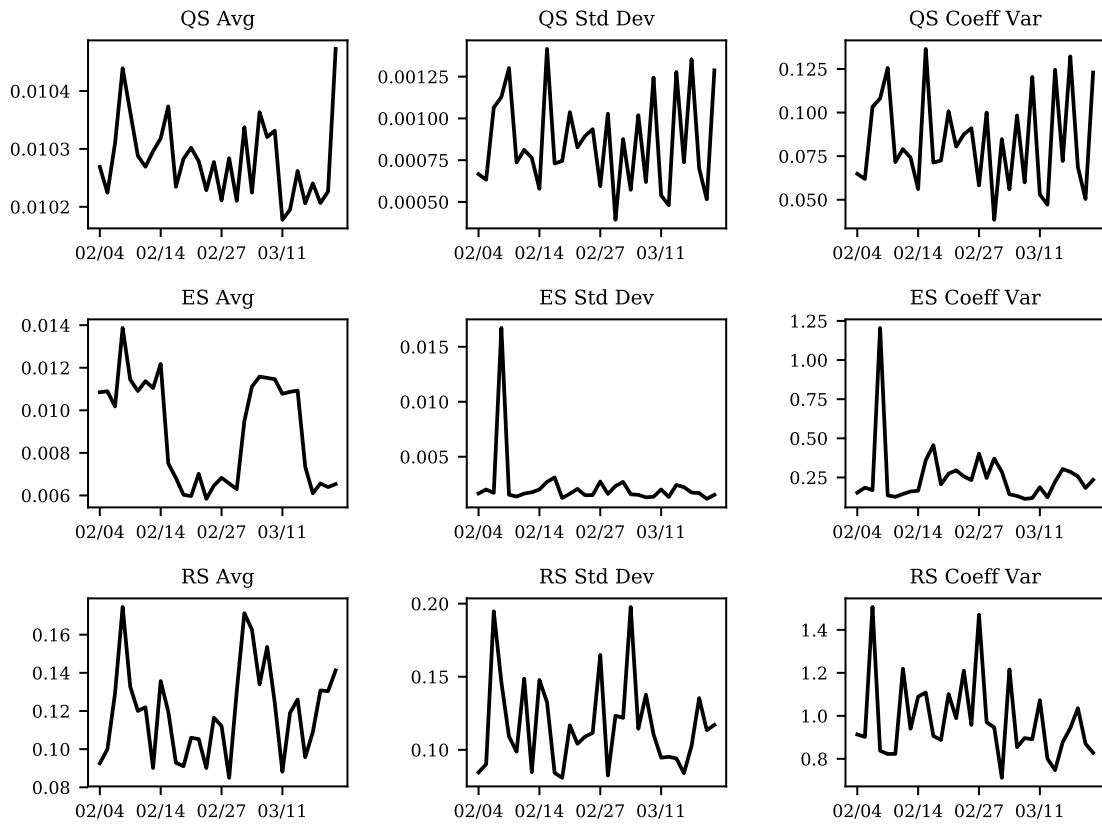 QS Avg
QS Std Dev
QS Coeff Var
0.0104
0.0103
0.0102
02/04 02/14 02/27 03/11
0.00125
0.00100
0.00075
0.00050
02/04 02/14 02/27 03/11
0.125
0.100
0.075
0.050
02/04 02/14 02/27 03/11
ES Avg
ES Std Dev
ES Coeff Var
0.014
0.012
0.010
0.008
0.006
02/04 02/14 02/27 03/11
0.015
0.010
0.005
02/04 02/14 02/27 03/11
1.25
1.00
0.75
0.50
0.25
02/04 02/14 02/27 03/11
RS Avg
RS Std Dev
RS Coeff Var
0.16
0.14
0.12
0.10
0.08
02/04 02/14 02/27 03/11
0.20
0.15
0.10
02/04 02/14 02/27 03/11
1.4
1.2
1.0
0.8
02/04 02/14 02/27 03/11